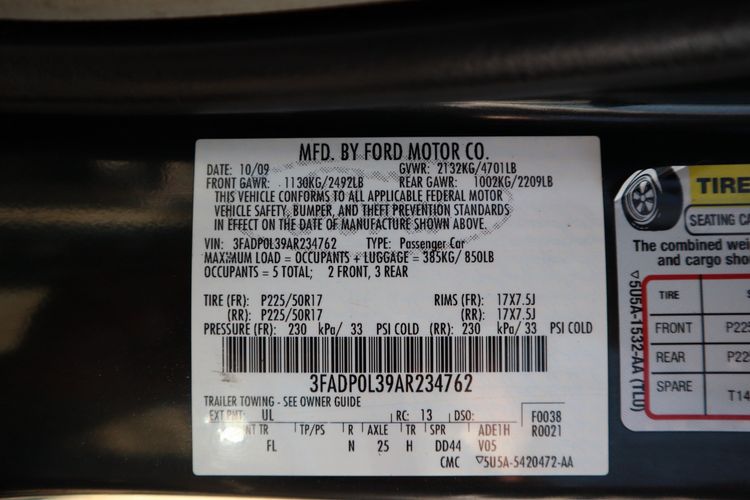 MFD. BY FORD MOTOR CO.
DATE: 10/09 GVWR: 2132KG/4701LB
FRONT GAWR: 1130KG/2492LB REAR GAWR: 1002KG/2209LB
THIS VEHICLE CONFORMS TO ALL APPLICABLE FEDERAL MOTOR
VEHICLE SAFETY, BUMPER, AND THEFT PREVENTION STANDARDS
IN EFFECT ON THE DATE OF MANUFACTURE SHOWN ABOVE.
VIN: 3FADP0L39AR234762 TYPE: Passenger Car
MAXIMUM LOAD = OCCUPANTS + LUGGAGE = 385KG/ 850LB
OCCUPANTS = 5 TOTAL; 2 FRONT, 3 REAR
TIRE (FR): P225/50R17 RIMS (FR): 17X7.5J
(RR): P225/50R17 (RR): 17X7.5J
PRESSURE (FR): 230 kPa/ 33 PSI COLD (RR): 230 kPa/ 33 PSI COLD
3FADP0L39AR234762
TRAILER TOWING - SEE OWNER GUIDE
EXT PNT: UL RC: 13 DSO: F0038
NT TR TP/PS R AXLE TR SPR ADE1H R0021
FL N 25 H DD44 V05
CMC ▽5U5A-5420472-AA
TIRE
SEATING CA
The combined wei
and cargo sho
TIRE S
FRONT P225
REAR P22
SPARE T14
▽5U5A-1532-AA (TL0)